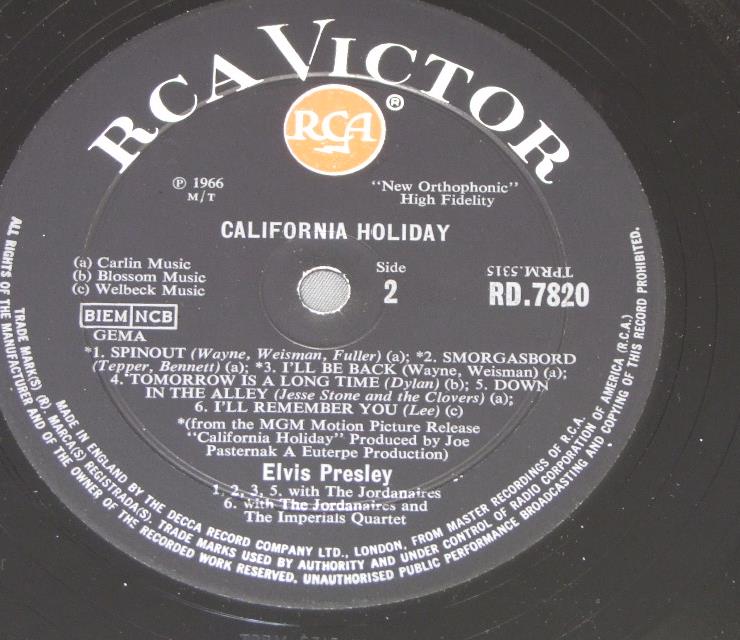 RCA VICTOR
RCA ®
℗ 1966
M/T
"New Orthophonic"
High Fidelity
CALIFORNIA HOLIDAY
(a) Carlin Music
(b) Blossom Music
(c) Welbeck Music
BIEM NCB
GEMA
Side
2
TPRM.5315
RD.7820
*1. SPINOUT (Wayne, Weisman, Fuller) (a); *2. SMORGASBORD
(Tepper, Bennett) (a); *3. I'LL BE BACK (Wayne, Weisman) (a);
4. TOMORROW IS A LONG TIME (Dylan) (b); 5. DOWN
IN THE ALLEY (Jesse Stone and the Clovers) (a);
6. I'LL REMEMBER YOU (Lee) (c)
*(from the MGM Motion Picture Release
"California Holiday" Produced by Joe
Pasternak A Euterpe Production)
Elvis Presley
1, 2, 3, 5. with The Jordanaires
6. with The Jordanaires and
The Imperials Quartet
MADE IN ENGLAND BY THE DECCA RECORD COMPANY LTD., LONDON, FROM MASTER RECORDINGS OF R.C.A.
TRADE MARK(S) (R). MARCA(S) REGISTRADA(S). TRADE MARKS USED BY AUTHORITY AND UNDER CONTROL OF RADIO CORPORATION OF AMERICA (R.C.A.)
ALL RIGHTS OF THE MANUFACTURER AND OF THE OWNER OF THE RECORDED WORK RESERVED. UNAUTHORISED PUBLIC PERFORMANCE BROADCASTING AND COPYING OF THIS RECORD PROHIBITED.